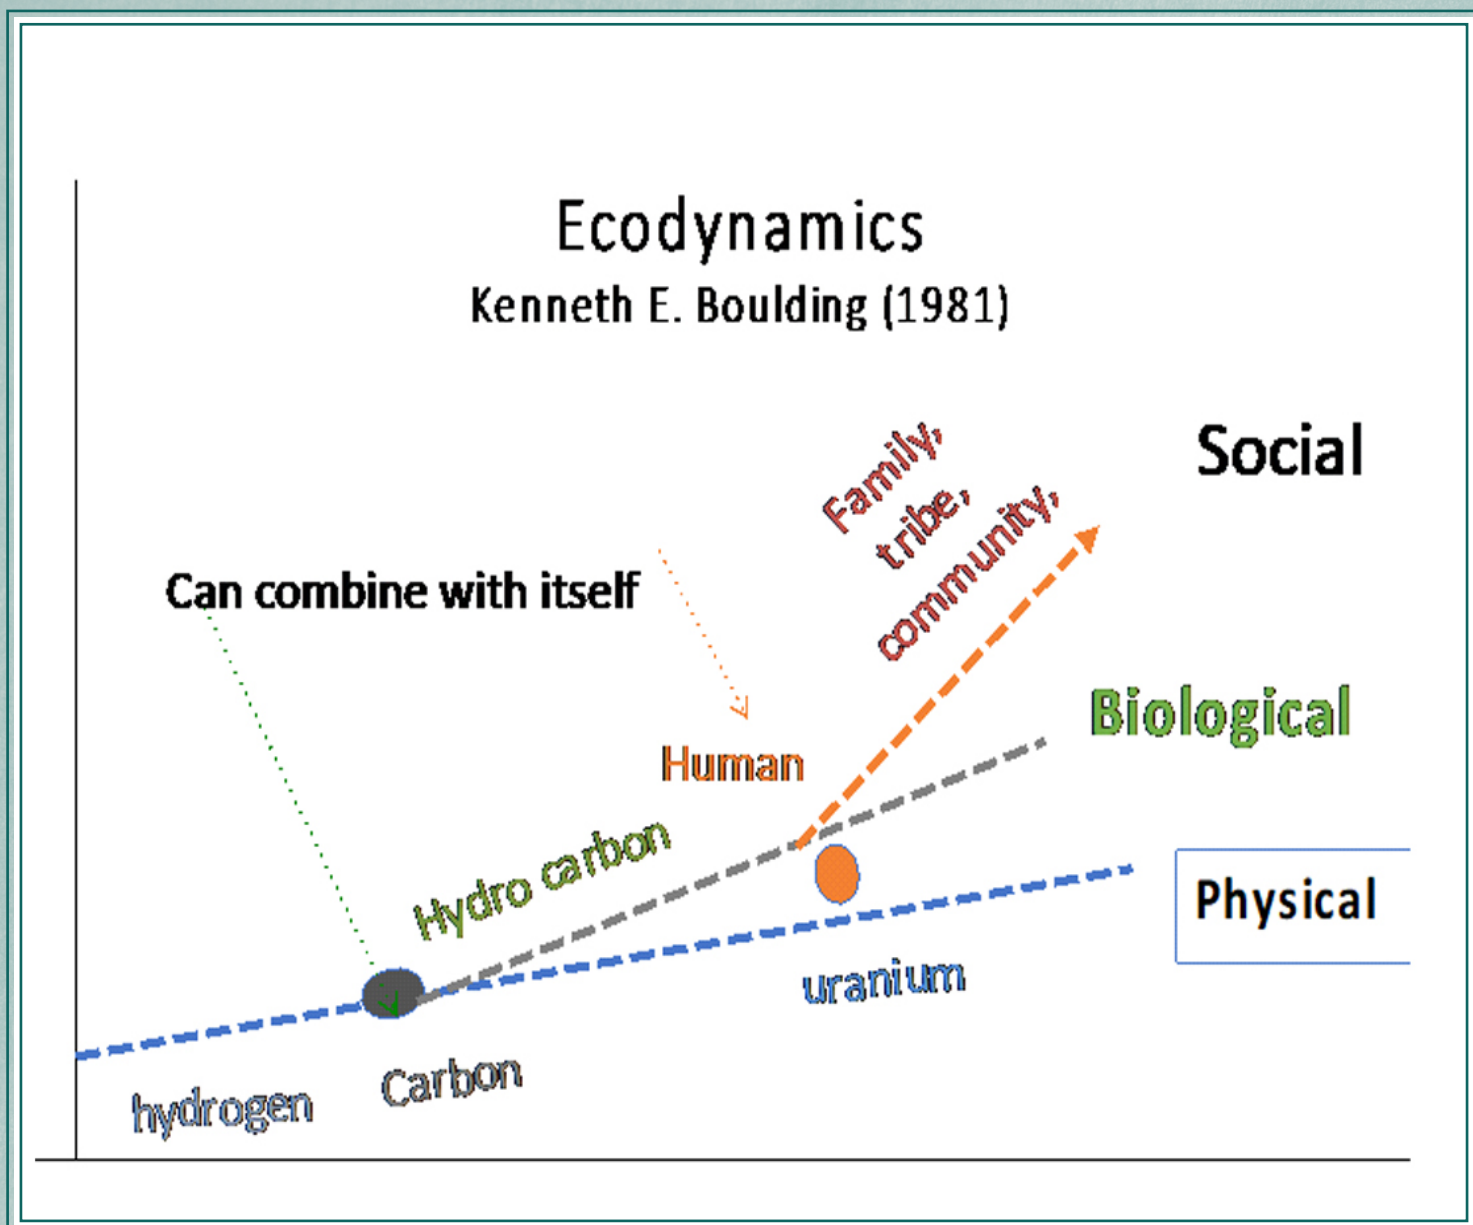 Ecodynamics
Kenneth E. Boulding (1981)
Family,
tribe,
community,
Social
Can combine with itself
Human
Biological
Hydro carbon
Physical
uranium
Carbon
hydrogen